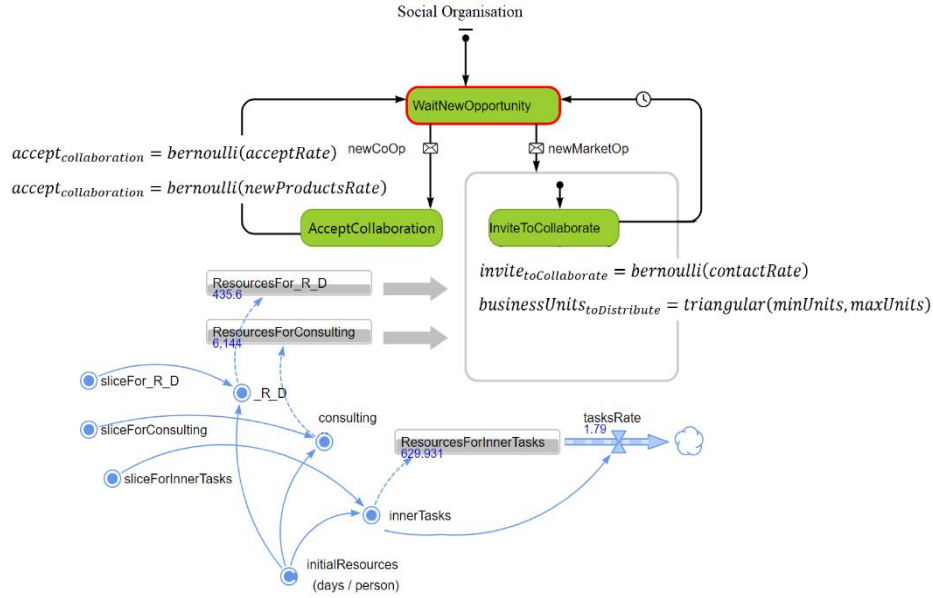 Social Organisation
WaitNewOpportunity
newCoOp
newMarketOp
accept_collaboration = bernoulli(acceptRate)
accept_collaboration = bernoulli(newProductsRate)
AcceptCollaboration
InviteToCollaborate
invite_toCollaborate = bernoulli(contactRate)
businessUnits_toDistribute = triangular(minUnits, maxUnits)
ResourcesFor_R_D
435.6
ResourcesForConsulting
6,144
sliceFor_R_D
_R_D
consulting
tasksRate
1.79
sliceForConsulting
ResourcesForInnerTasks
629.931
sliceForInnerTasks
innerTasks
initialResources
(days / person)